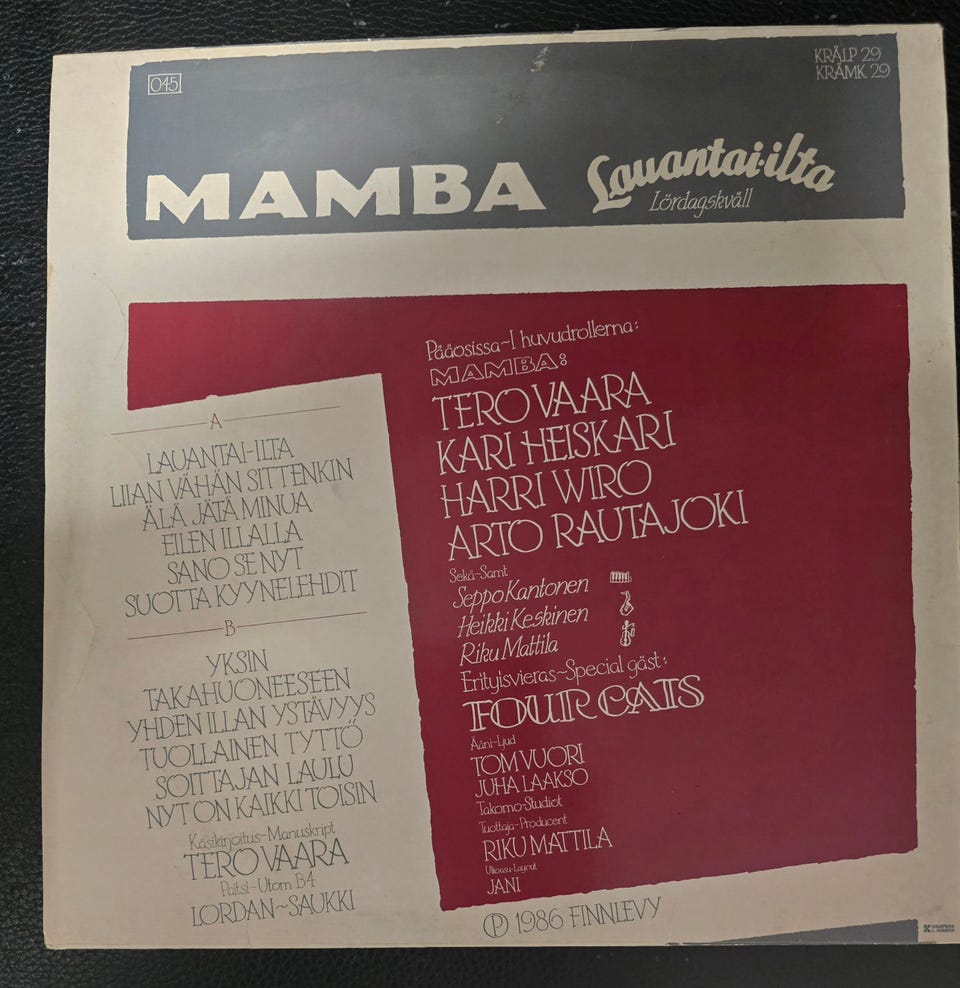 045
KRÄLP 29
KRÄMK 29
MAMBA
Lauantai-ilta
Lördagskväll
A
LAUANTAI-ILTA
LIIAN VÄHÄN SITTENKIN
ÄLÄ JÄTÄ MINUA
EILEN ILLALLA
SANO SE NYT
SUOTTA KYYNELEHDIT
B
YKSIN
TAKAHUONEESEEN
YHDEN ILLAN YSTÄVYYS
TUOLLAINEN TYTTÖ
SOITTAJAN LAULU
NYT ON KAIKKI TOISIN
Käsikirjoitus-Manuskript
TERO VAARA
Paitsi-Utom B4
LORDAN~SAUKKI
Pääosissa~I huvudrollerna:
MAMBA:
TERO VAARA
KARI HEISKARI
HARRI WIRO
ARTO RAUTAJOKI
Sekä-Samt
Seppo Kantonen
Heikki Keskinen
Riku Mattila
Erityisvieras~Special gäst:
FOUR CATS
Ääni-Ljud
TOM VUORI
JUHA LAAKSO
Takomo-Studiot
Tuottaja-Producent
RIKU MATTILA
Ulkoasu-Layout
JANI
Ⓟ 1986 FINNLEVY